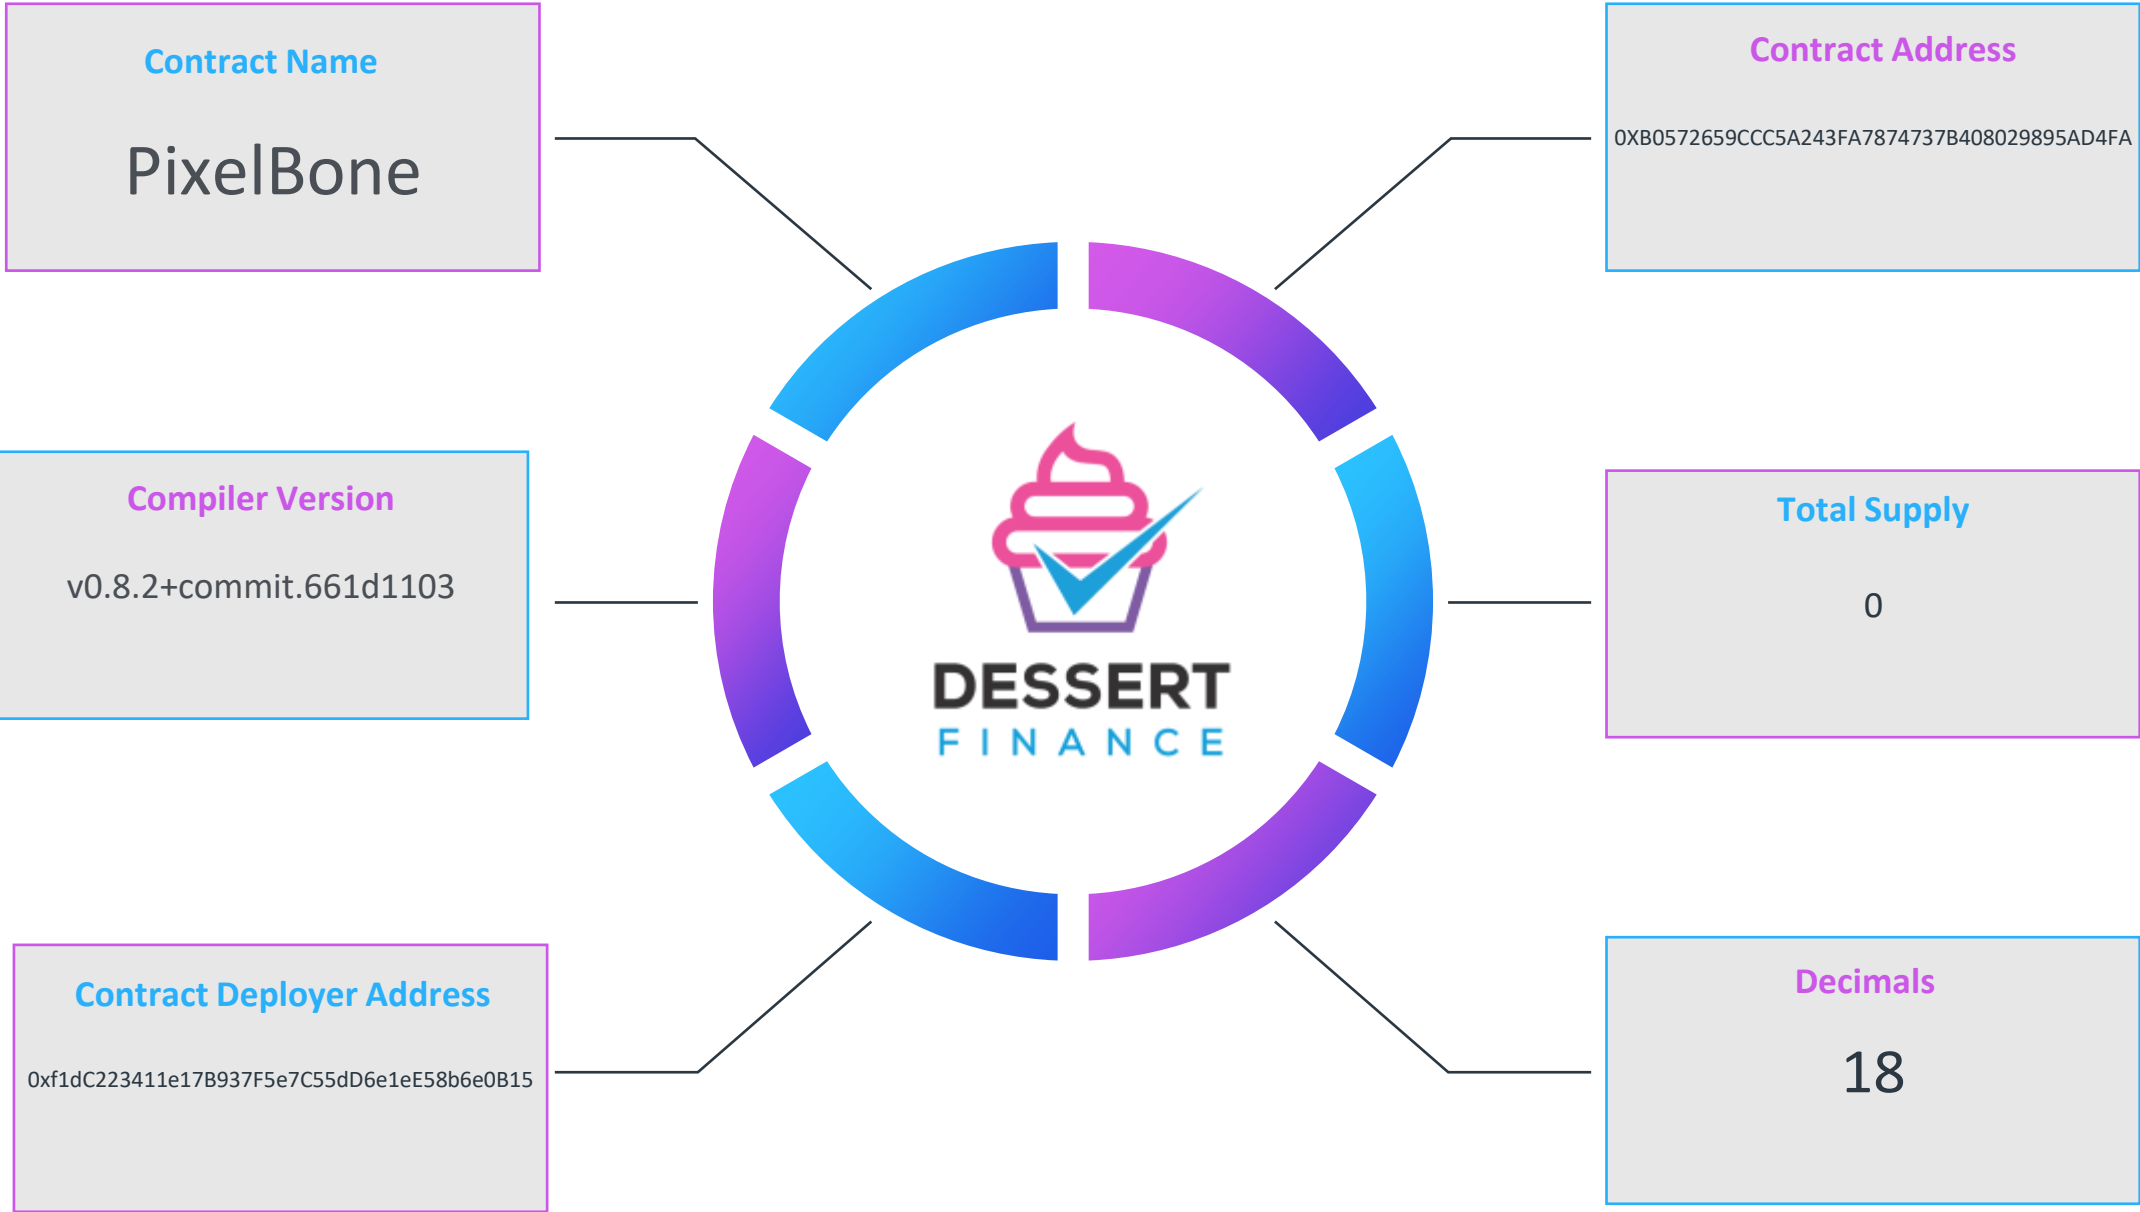 Contract Name
PixelBone
Contract Address
0XB0572659CCC5A243FA7874737B408029895AD4FA
Compiler Version
v0.8.2+commit.661d1103
DESSERT
FINANCE
Total Supply
0
Contract Deployer Address
0xf1dC223411e17B937F5e7C55dD6e1eE58b6e0B15
Decimals
18